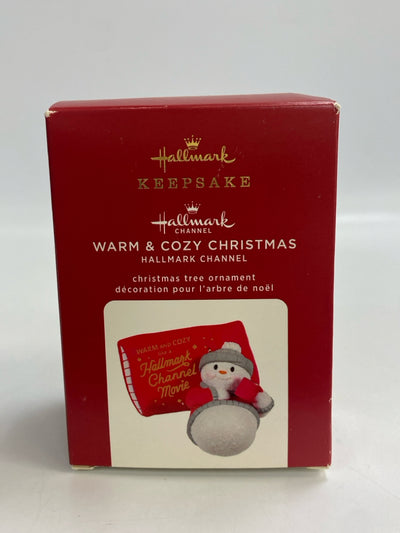 Hallmark
KEEPSAKE
Hallmark
CHANNEL
WARM & COZY CHRISTMAS
HALLMARK CHANNEL
christmas tree ornament
décoration pour l'arbre de noël
WARM AND COZY
like a
Hallmark
Channel
Movie